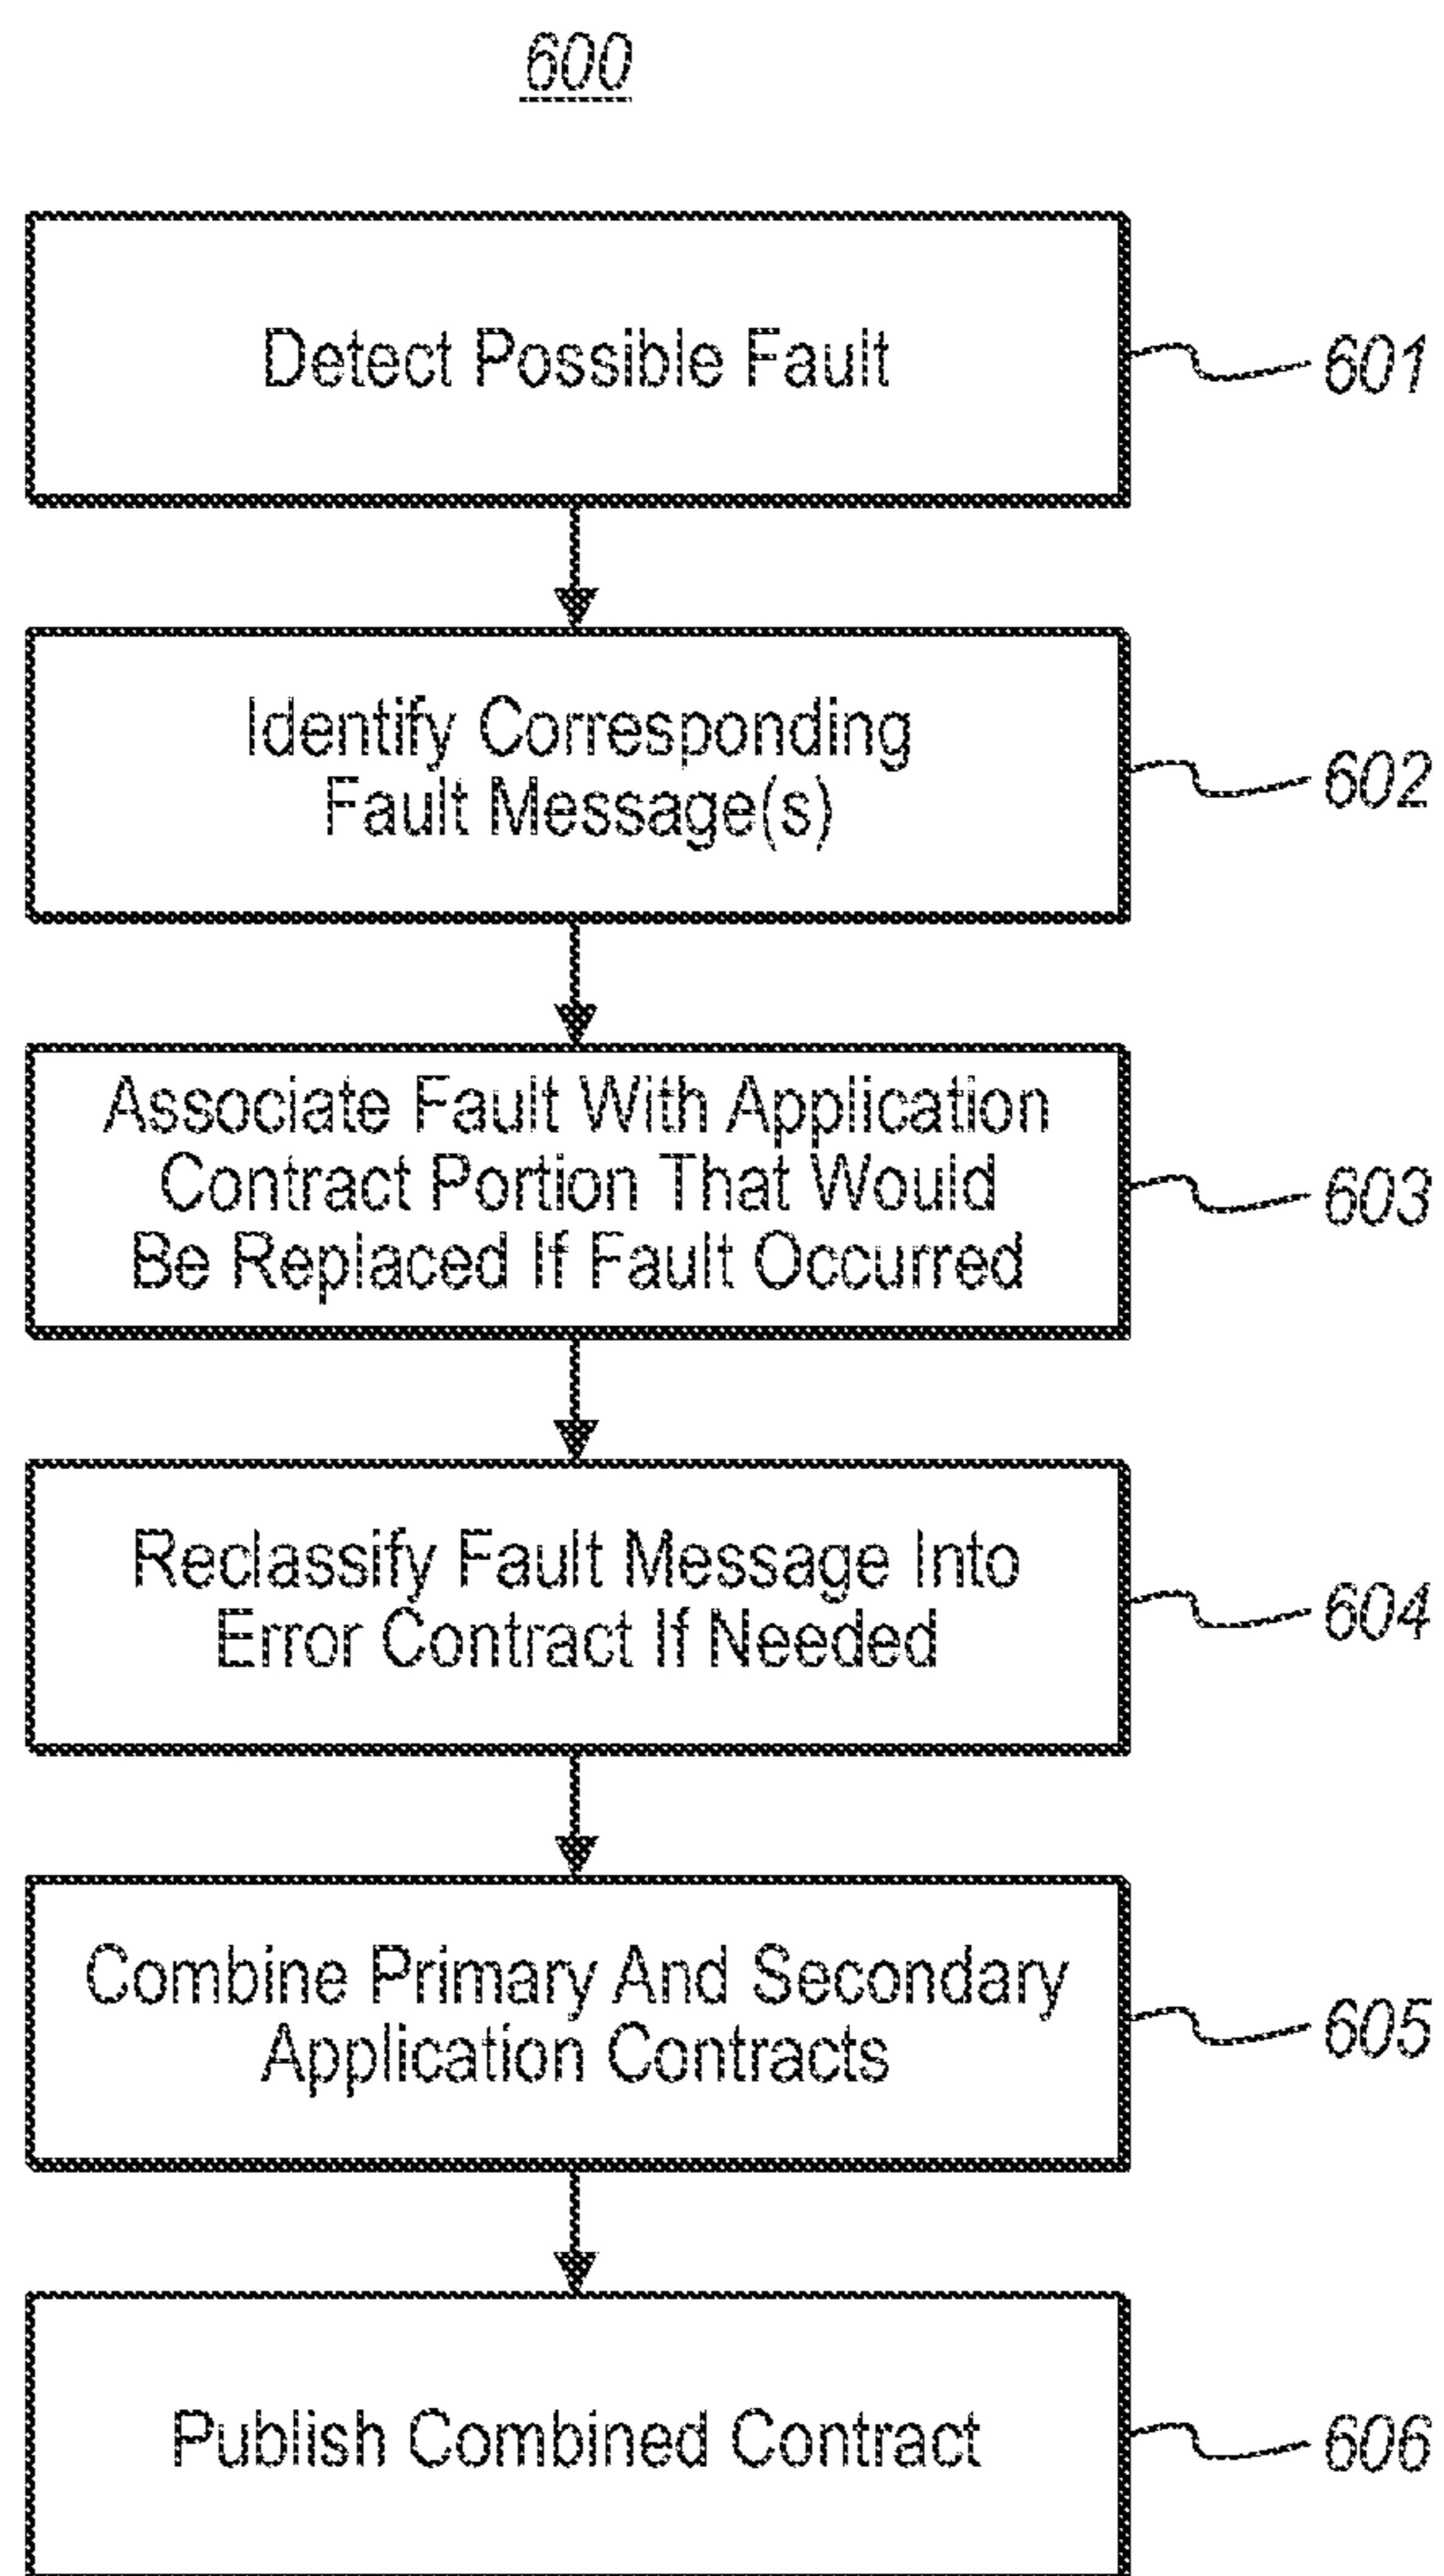 600
Detect Possible Fault
601
Identify Corresponding
Fault Message(s)
602
Associate Fault With Application
Contract Portion That Would
Be Replaced If Fault Occurred
603
Reclassify Fault Message Into
Error Contract If Needed
604
Combine Primary And Secondary
Application Contracts
605
Publish Combined Contract
606